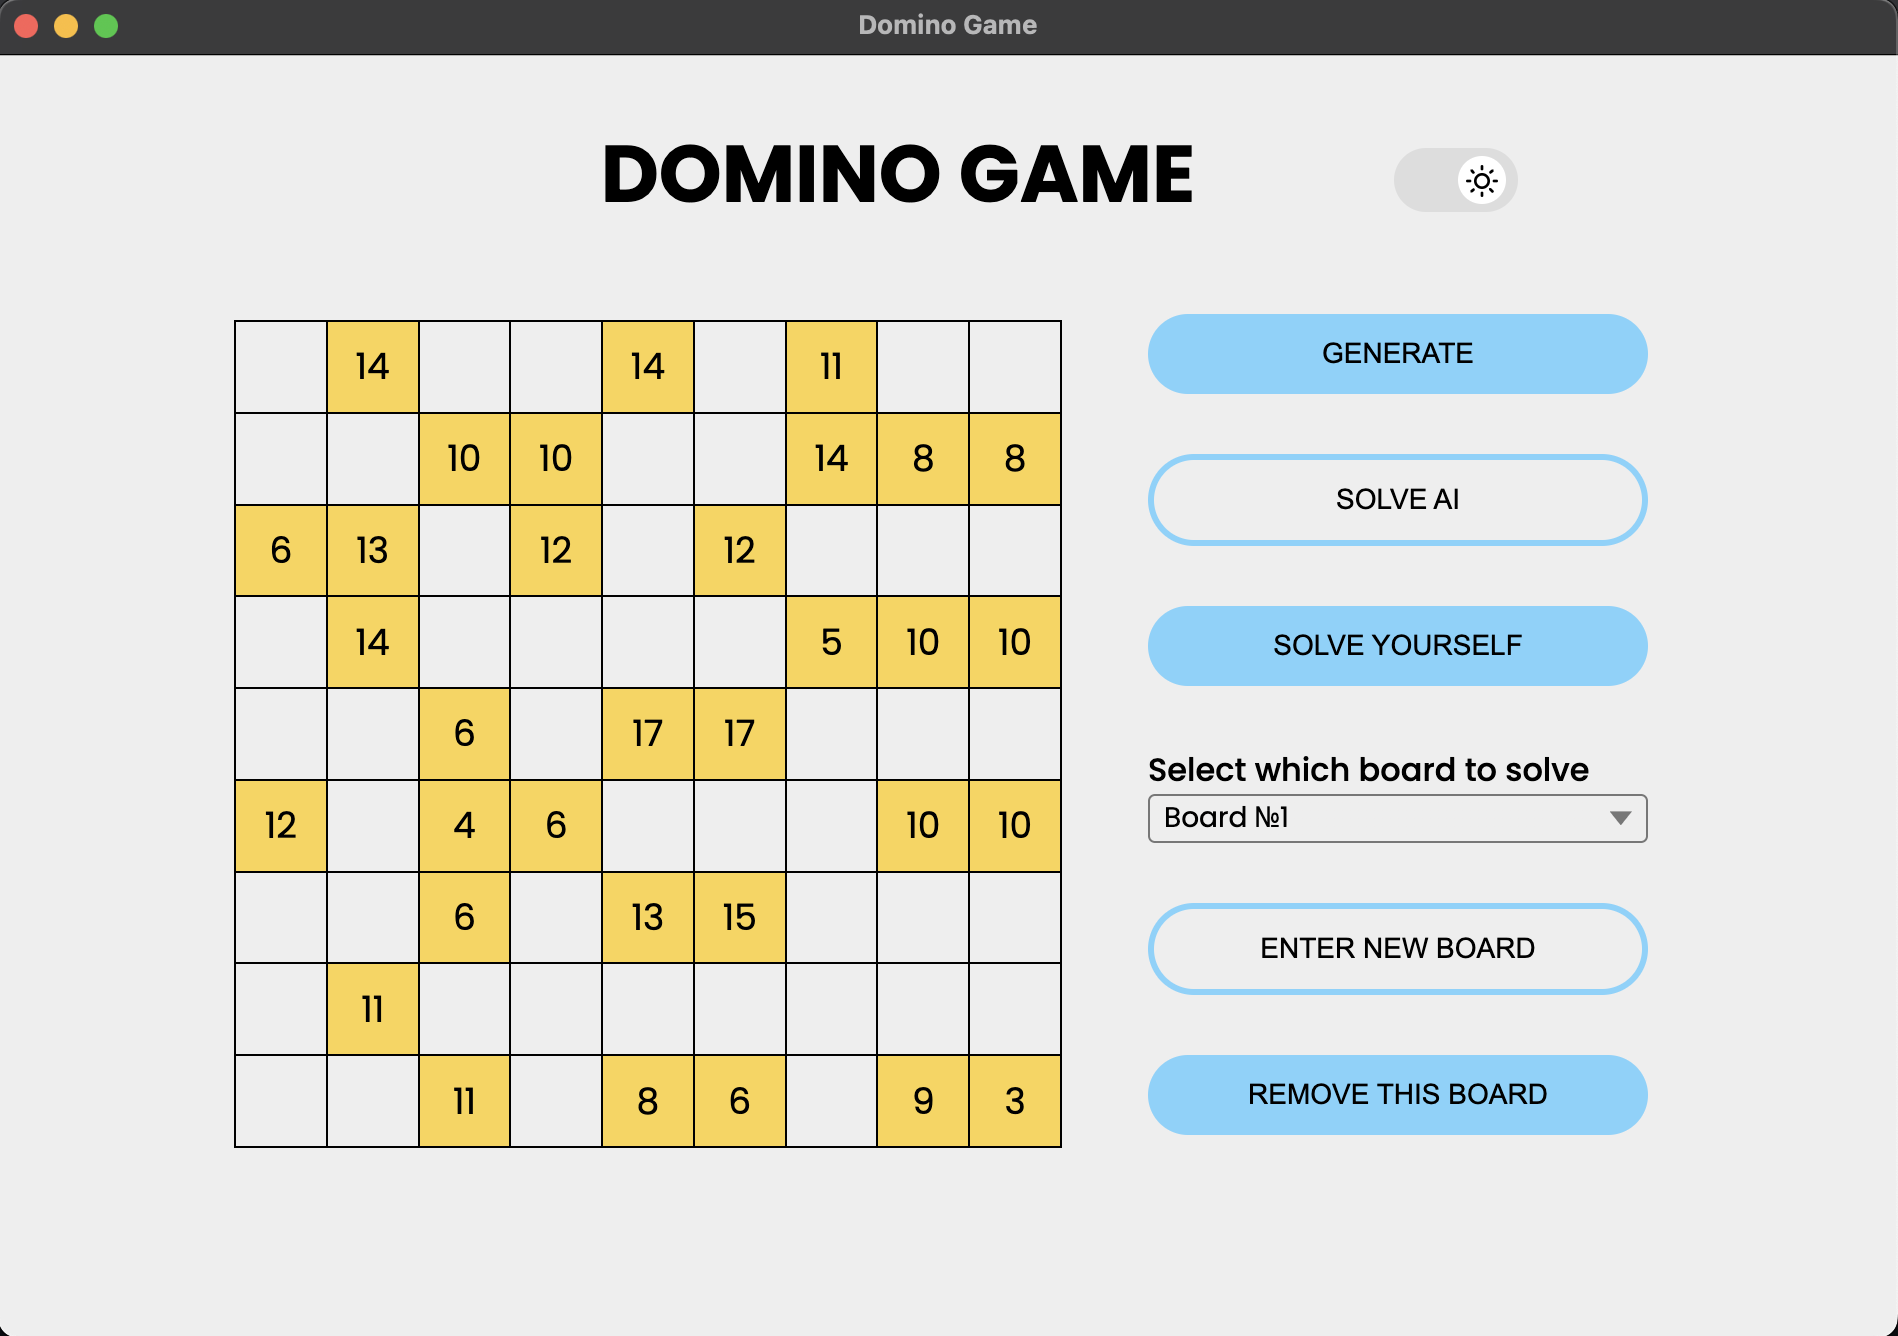 Domino Game
DOMINO GAME
14 14 11
10 10 14 8 8
6 13 12 12
14 5 10 10
6 17 17
12 4 6 10 10
6 13 15
11
11 8 6 9 3
GENERATE
SOLVE AI
SOLVE YOURSELF
Select which board to solve
Board №1
ENTER NEW BOARD
REMOVE THIS BOARD